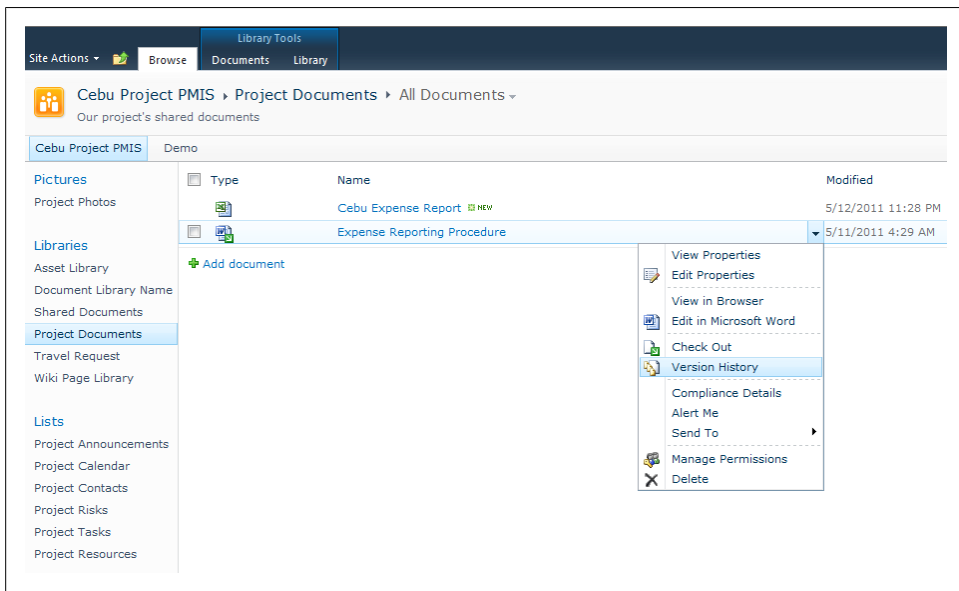 Library Tools
Site Actions Browse Documents Library
Cebu Project PMIS Project Documents All Documents
Our project's shared documents
Cebu Project PMIS Demo
Pictures
Project Photos
Libraries
Asset Library
Document Library Name
Shared Documents
Project Documents
Travel Request
Wiki Page Library
Lists
Project Announcements
Project Calendar
Project Contacts
Project Risks
Project Tasks
Project Resources
Type Name Modified
Cebu Expense Report NEW 5/12/2011 11:28 PM
Expense Reporting Procedure 5/11/2011 4:29 AM
Add document
View Properties
Edit Properties
View in Browser
Edit in Microsoft Word
Check Out
Version History
Compliance Details
Alert Me
Send To
Manage Permissions
Delete